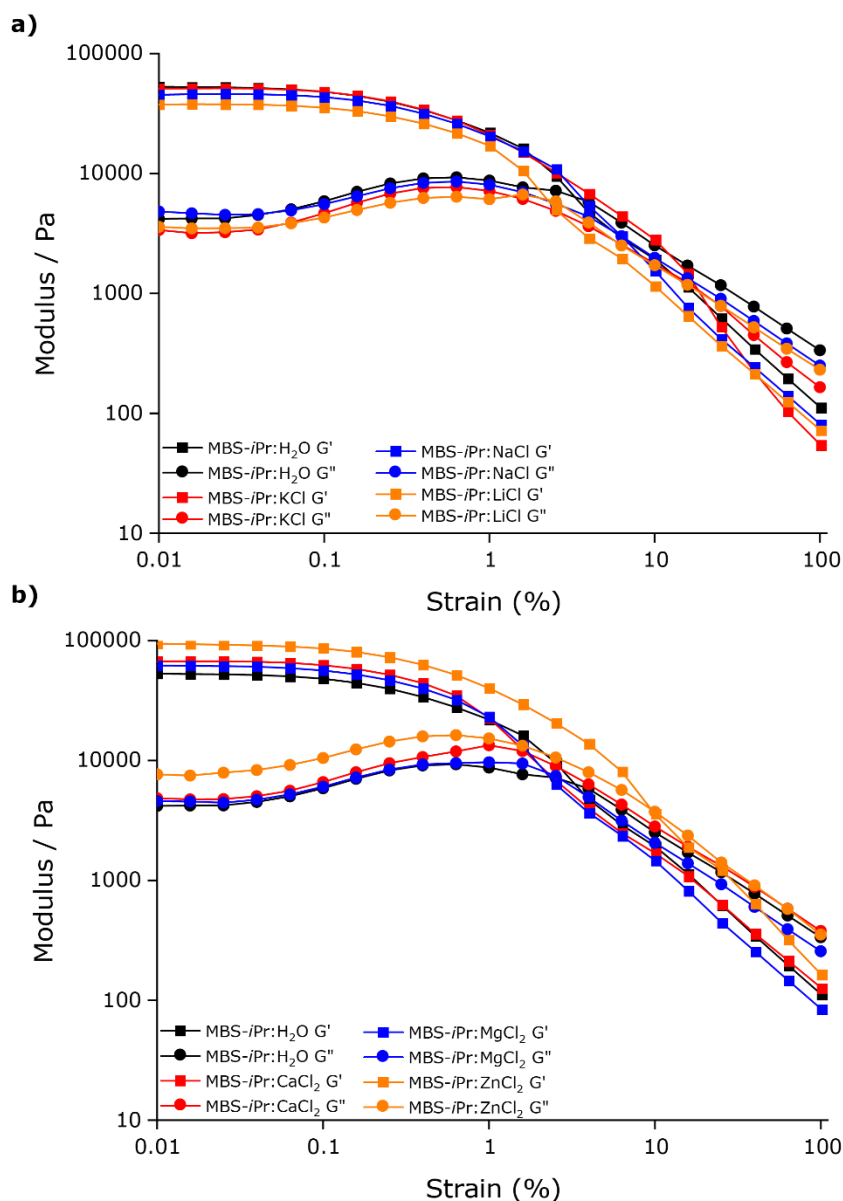 a)
100000
10000
1000
100
10
Modulus / Pa
MBS-iPr:H₂O G'
MBS-iPr:H₂O G"
MBS-iPr:KCl G'
MBS-iPr:KCl G"
MBS-iPr:NaCl G'
MBS-iPr:NaCl G"
MBS-iPr:LiCl G'
MBS-iPr:LiCl G"
0.01 0.1 1 10 100
Strain (%)
b)
100000
10000
1000
100
10
Modulus / Pa
MBS-iPr:H₂O G'
MBS-iPr:H₂O G"
MBS-iPr:CaCl₂ G'
MBS-iPr:CaCl₂ G"
MBS-iPr:MgCl₂ G'
MBS-iPr:MgCl₂ G"
MBS-iPr:ZnCl₂ G'
MBS-iPr:ZnCl₂ G"
0.01 0.1 1 10 100
Strain (%)